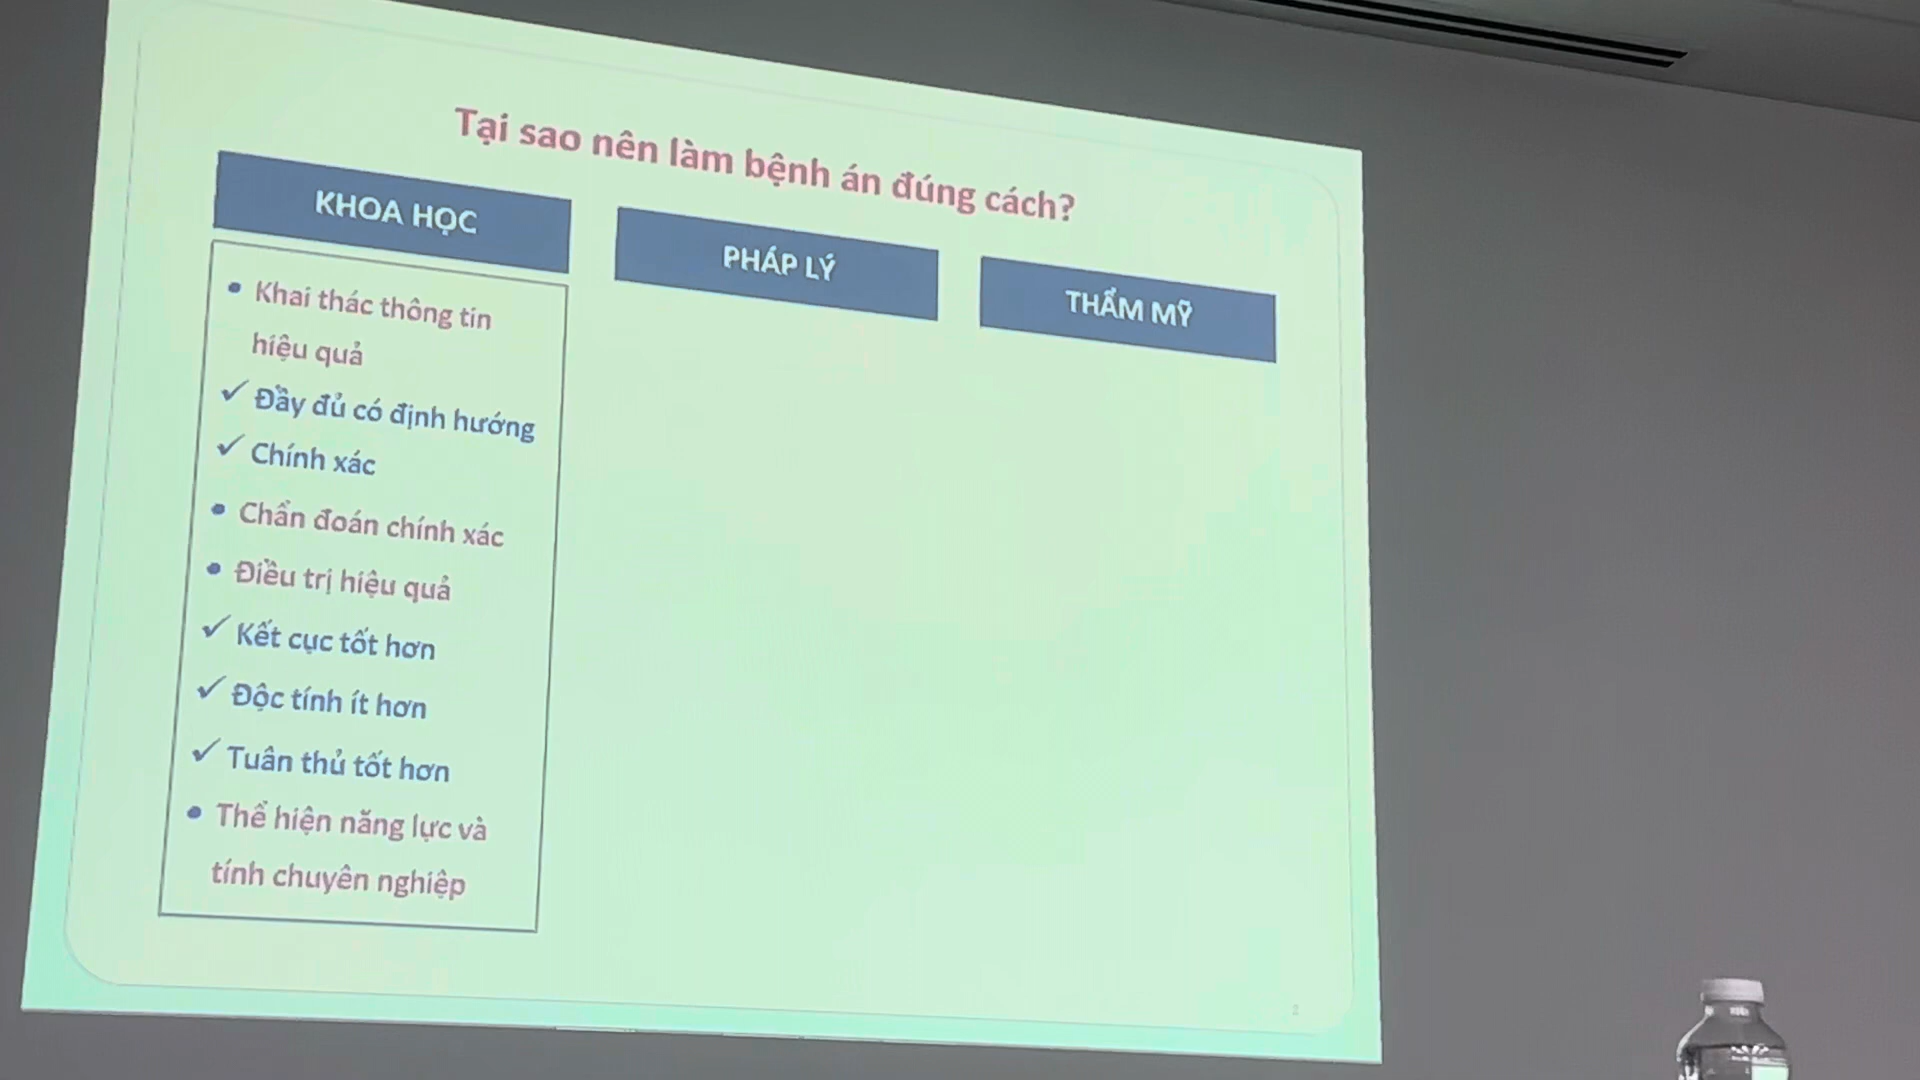 Tại sao nên làm bệnh án đúng cách?
KHOA HỌC
• Khai thác thông tin
hiệu quả
✓ Đầy đủ có định hướng
✓ Chính xác
• Chẩn đoán chính xác
• Điều trị hiệu quả
✓ Kết cục tốt hơn
✓ Độc tính ít hơn
✓ Tuân thủ tốt hơn
• Thể hiện năng lực và
tính chuyên nghiệp
PHÁP LÝ
THẨM MỸ
2